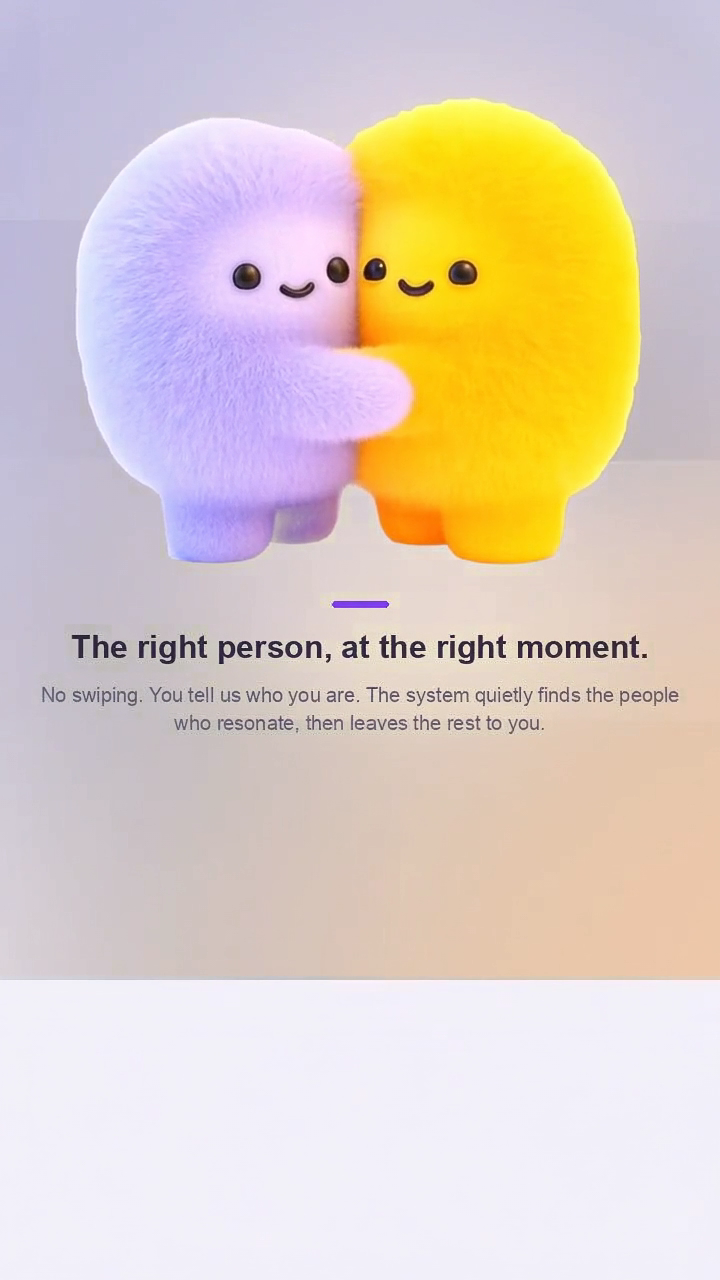 The right person, at the right moment.
No swiping. You tell us who you are. The system quietly finds the people
who resonate, then leaves the rest to you.